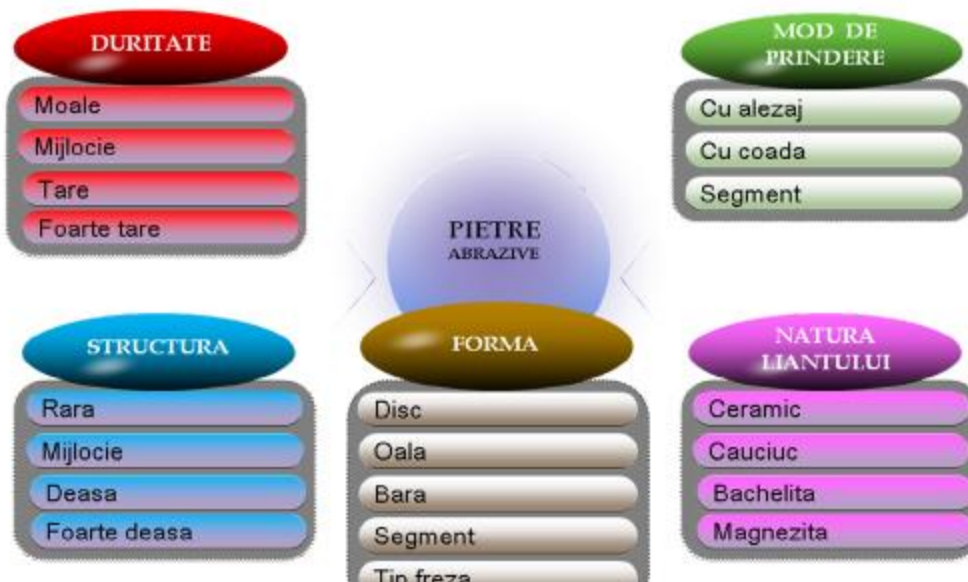 DURITATE
Moale
Mijlocie
Tare
Foarte tare
MOD DE
PRINDERE
Cu alezaj
Cu coada
Segment
PIETRE
ABRAZIVE
STRUCTURA
Rara
Mijlocie
Deasa
Foarte deasa
FORMA
Disc
Oala
Bara
Segment
Tip freza
NATURA
LIANTULUI
Ceramic
Cauciuc
Bachelita
Magnezita